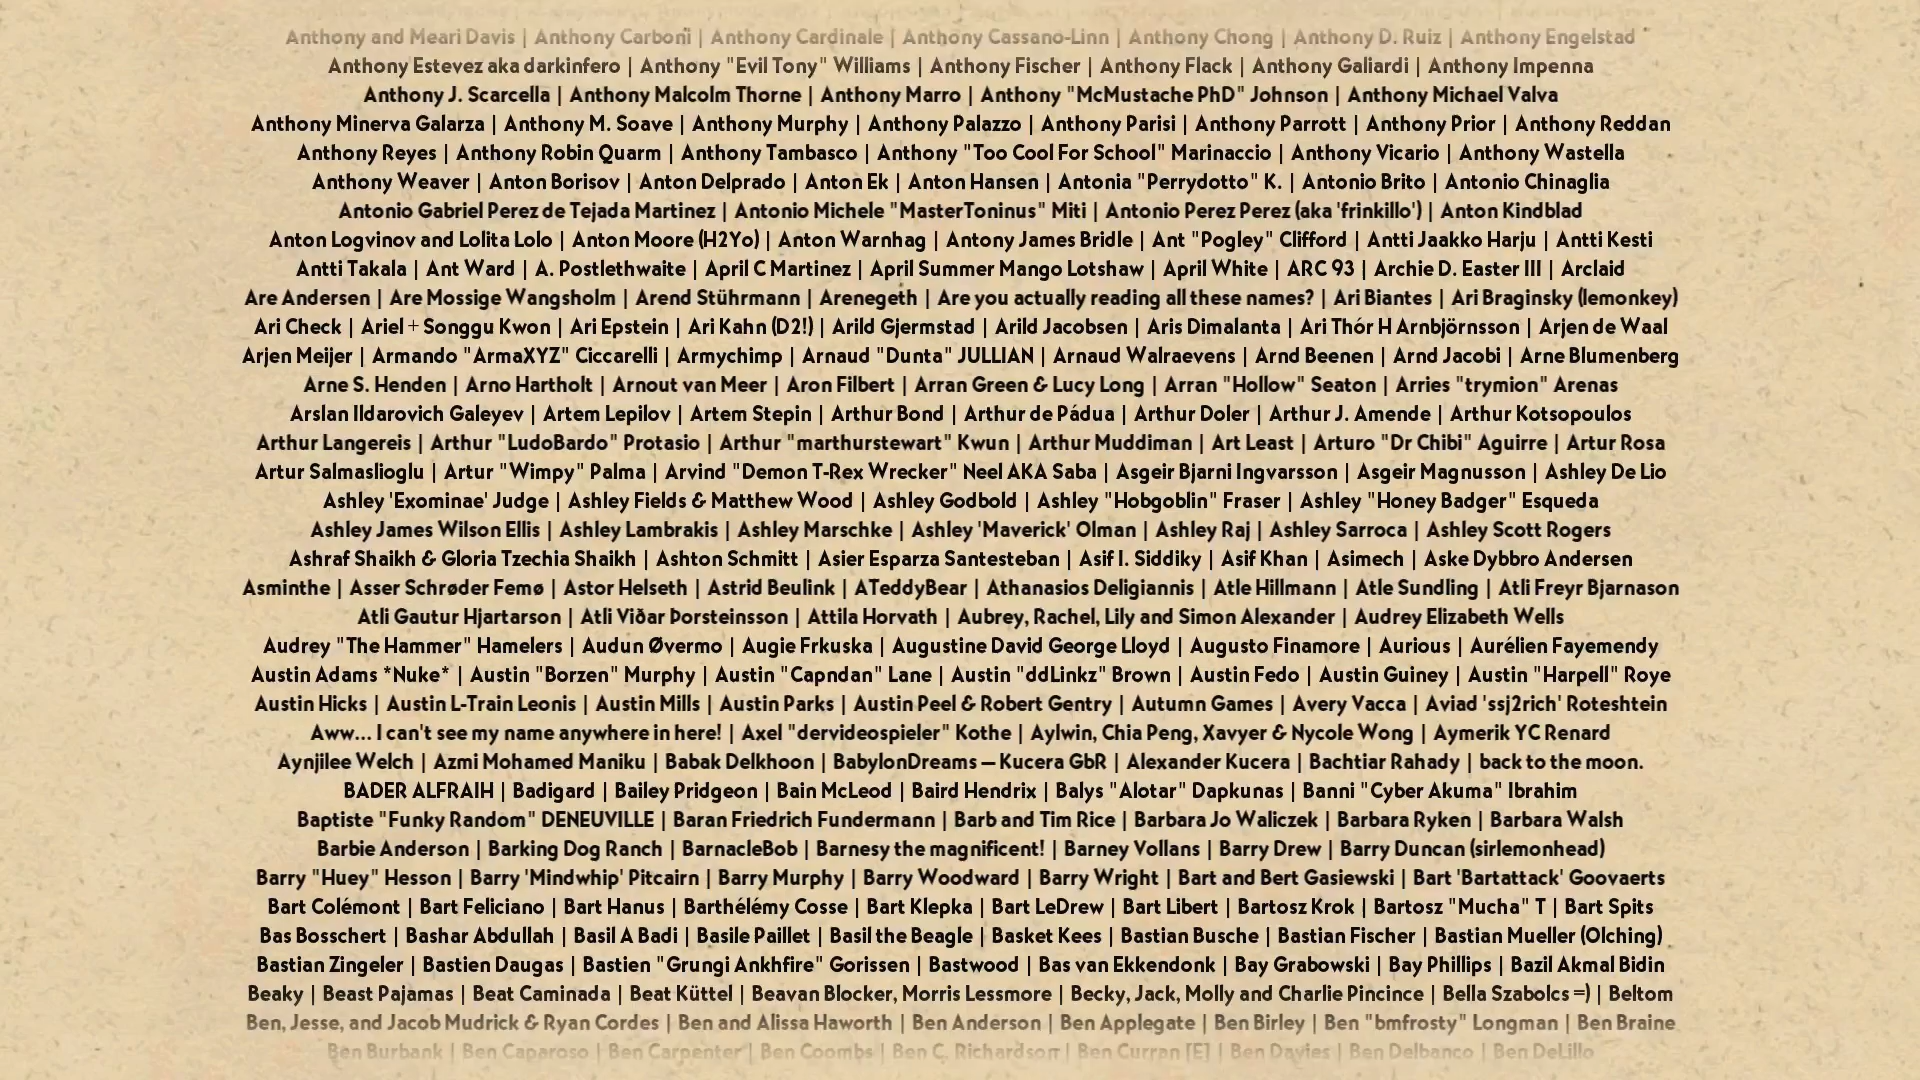 Anthony and Meari Davis | Anthony Carboni | Anthony Cardinale | Anthony Cassano-Linn | Anthony Chong | Anthony D. Ruiz | Anthony Engelstad
Anthony Estevez aka darkinfero | Anthony "Evil Tony" Williams | Anthony Fischer | Anthony Flack | Anthony Galiardi | Anthony Impenna
Anthony J. Scarcella | Anthony Malcolm Thorne | Anthony Marro | Anthony "McMustache PhD" Johnson | Anthony Michael Valva
Anthony Minerva Galarza | Anthony M. Soave | Anthony Murphy | Anthony Palazzo | Anthony Parisi | Anthony Parrott | Anthony Prior | Anthony Reddan
Anthony Reyes | Anthony Robin Quarm | Anthony Tambasco | Anthony "Too Cool For School" Marinaccio | Anthony Vicario | Anthony Wastella
Anthony Weaver | Anton Borisov | Anton Delprado | Anton Ek | Anton Hansen | Antonia "Perrydotto" K. | Antonio Brito | Antonio Chinaglia
Antonio Gabriel Perez de Tejada Martinez | Antonio Michele "MasterToninus" Miti | Antonio Perez Perez (aka 'frinkillo') | Anton Kindblad
Anton Logvinov and Lolita Lolo | Anton Moore (H2Yo) | Anton Warnhag | Antony James Bridle | Ant "Pogley" Clifford | Antti Jaakko Harju | Antti Kesti
Antti Takala | Ant Ward | A. Postlethwaite | April C Martinez | April Summer Mango Lotshaw | April White | ARC 93 | Archie D. Easter III | Arclaid
Are Andersen | Are Mossige Wangsholm | Arend Stührmann | Arenegeth | Are you actually reading all these names? | Ari Biantes | Ari Braginsky (lemonkey)
Ari Check | Ariel + Songgu Kwon | Ari Epstein | Ari Kahn (D2!) | Arild Gjermstad | Arild Jacobsen | Aris Dimalanta | Ari Thór H Arnbjörnsson | Arjen de Waal
Arjen Meijer | Armando "ArmaXYZ" Ciccarelli | Armychimp | Arnaud "Dunta" JULLIAN | Arnaud Walraevens | Arnd Beenen | Arnd Jacobi | Arne Blumenberg
Arne S. Henden | Arno Hartholt | Arnout van Meer | Aron Filbert | Arran Green & Lucy Long | Arran "Hollow" Seaton | Arries "trymion" Arenas
Arslan Ildarovich Galeyev | Artem Lepilov | Artem Stepin | Arthur Bond | Arthur de Pádua | Arthur Doler | Arthur J. Amende | Arthur Kotsopoulos
Arthur Langereis | Arthur "LudoBardo" Protasio | Arthur "marthurstewart" Kwun | Arthur Muddiman | Art Least | Arturo "Dr Chibi" Aguirre | Artur Rosa
Artur Salmaslioglu | Artur "Wimpy" Palma | Arvind "Demon T-Rex Wrecker" Neel AKA Saba | Asgeir Bjarni Ingvarsson | Asgeir Magnusson | Ashley De Lio
Ashley 'Exominae' Judge | Ashley Fields & Matthew Wood | Ashley Godbold | Ashley "Hobgoblin" Fraser | Ashley "Honey Badger" Esqueda
Ashley James Wilson Ellis | Ashley Lambrakis | Ashley Marschke | Ashley 'Maverick' Olman | Ashley Raj | Ashley Sarroca | Ashley Scott Rogers
Ashraf Shaikh & Gloria Tzechia Shaikh | Ashton Schmitt | Asier Esparza Santesteban | Asif I. Siddiky | Asif Khan | Asimech | Aske Dybbro Andersen
Asminthe | Asser Schrøder Femø | Astor Helseth | Astrid Beulink | ATeddyBear | Athanasios Deligiannis | Atle Hillmann | Atle Sundling | Atli Freyr Bjarnason
Atli Gautur Hjartarson | Atli Viðar Þorsteinsson | Attila Horvath | Aubrey, Rachel, Lily and Simon Alexander | Audrey Elizabeth Wells
Audrey "The Hammer" Hamelers | Audun Øvermo | Augie Frkuska | Augustine David George Lloyd | Augusto Finamore | Aurious | Aurélien Fayemendy
Austin Adams *Nuke* | Austin "Borzen" Murphy | Austin "Capndan" Lane | Austin "ddLinkz" Brown | Austin Fedo | Austin Guiney | Austin "Harpell" Roye
Austin Hicks | Austin L-Train Leonis | Austin Mills | Austin Parks | Austin Peel & Robert Gentry | Autumn Games | Avery Vacca | Aviad 'ssj2rich' Roteshtein
Aww... I can't see my name anywhere in here! | Axel "dervideospieler" Kothe | Aylwin, Chia Peng, Xavyer & Nycole Wong | Aymerik YC Renard
Aynjilee Welch | Azmi Mohamed Maniku | Babak Delkhoon | BabylonDreams — Kucera GbR | Alexander Kucera | Bachtiar Rahady | back to the moon.
BADER ALFRAIH | Badigard | Bailey Pridgeon | Bain McLeod | Baird Hendrix | Balys "Alotar" Dapkunas | Banni "Cyber Akuma" Ibrahim
Baptiste "Funky Random" DENEUVILLE | Baran Friedrich Fundermann | Barb and Tim Rice | Barbara Jo Waliczek | Barbara Ryken | Barbara Walsh
Barbie Anderson | Barking Dog Ranch | BarnacleBob | Barnesy the magnificent! | Barney Vollans | Barry Drew | Barry Duncan (sirlemonhead)
Barry "Huey" Hesson | Barry 'Mindwhip' Pitcairn | Barry Murphy | Barry Woodward | Barry Wright | Bart and Bert Gasiewski | Bart 'Bartattack' Goovaerts
Bart Colémont | Bart Feliciano | Bart Hanus | Barthélémy Cosse | Bart Klepka | Bart LeDrew | Bart Libert | Bartosz Krok | Bartosz "Mucha" T | Bart Spits
Bas Bosschert | Bashar Abdullah | Basil A Badi | Basile Paillet | Basil the Beagle | Basket Kees | Bastian Busche | Bastian Fischer | Bastian Mueller (Olching)
Bastian Zingeler | Bastien Daugas | Bastien "Grungi Ankhfire" Gorissen | Bastwood | Bas van Ekkendonk | Bay Grabowski | Bay Phillips | Bazil Akmal Bidin
Beaky | Beast Pajamas | Beat Caminada | Beat Küttel | Beavan Blocker, Morris Lessmore | Becky, Jack, Molly and Charlie Pincince | Bella Szabolcs =) | Beltom
Ben, Jesse, and Jacob Mudrick & Ryan Cordes | Ben and Alissa Haworth | Ben Anderson | Ben Applegate | Ben Birley | Ben "bmfrosty" Longman | Ben Braine
Ben Burbank | Ben Caparoso | Ben Carpenter | Ben Coombs | Ben C. Richardson | Ben Curran [E] | Ben Davies | Ben Delbanco | Ben DeLillo